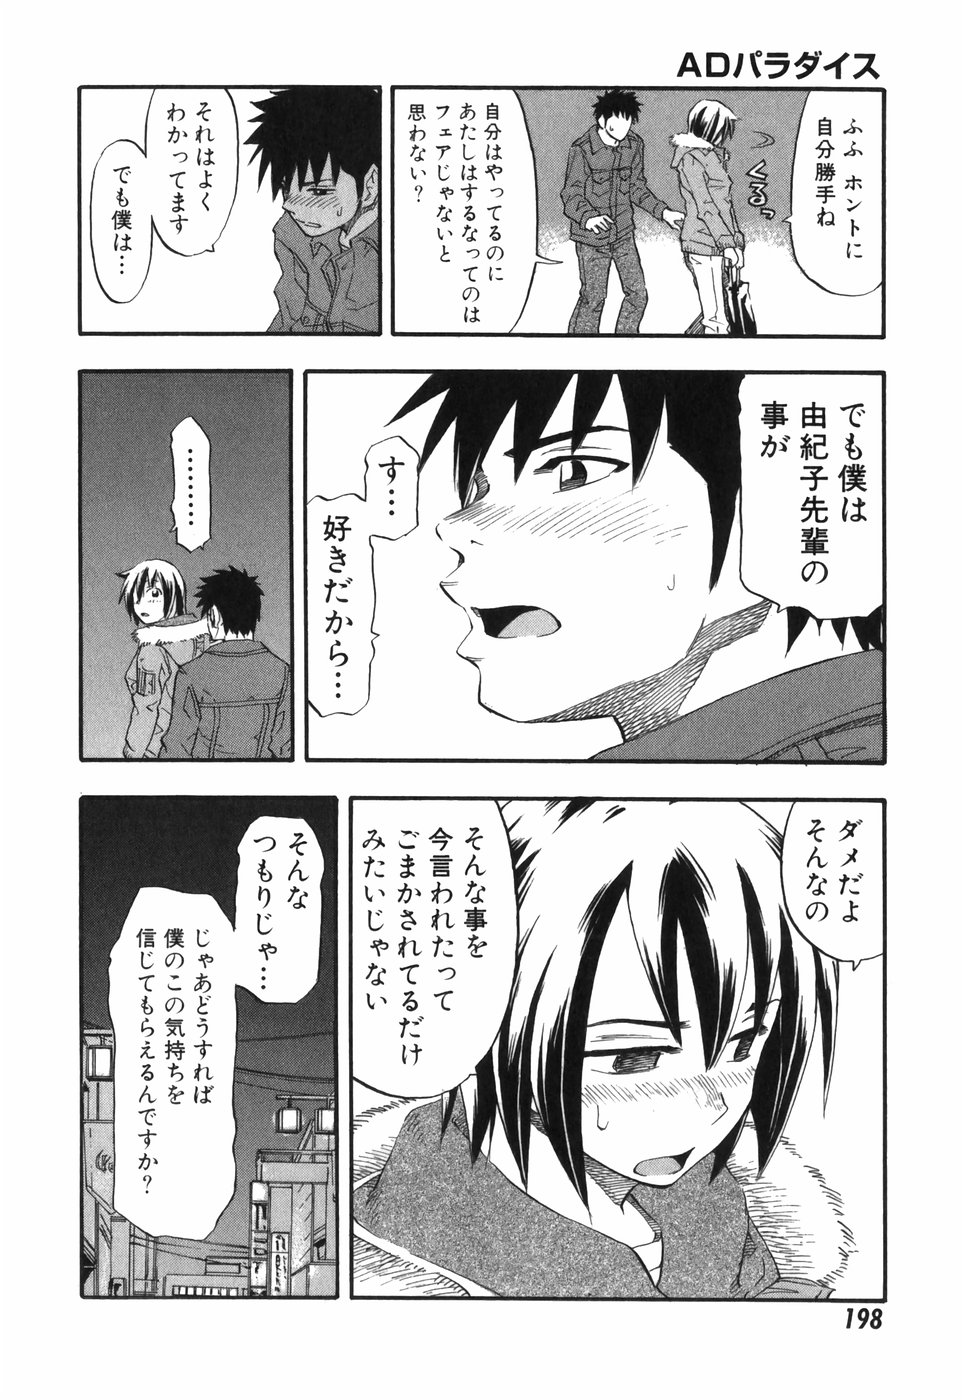 ADパラダイス
ふふ ホントに
自分勝手ね
くるっ
自分はやってるのに
あたしはするなってのは
フェアじゃないと
思わない？
それはよく
わかってます
でも僕は…
でも僕は
由紀子先輩の
事が
す…
好きだから…
………
ダメだよ
そんなの
そんな事を
今言われたって
ごまかされてるだけ
みたいじゃない
そんな
つもりじゃ…
じゃあどうすれば
僕のこの気持ちを
信じてもらえるんですか？
198